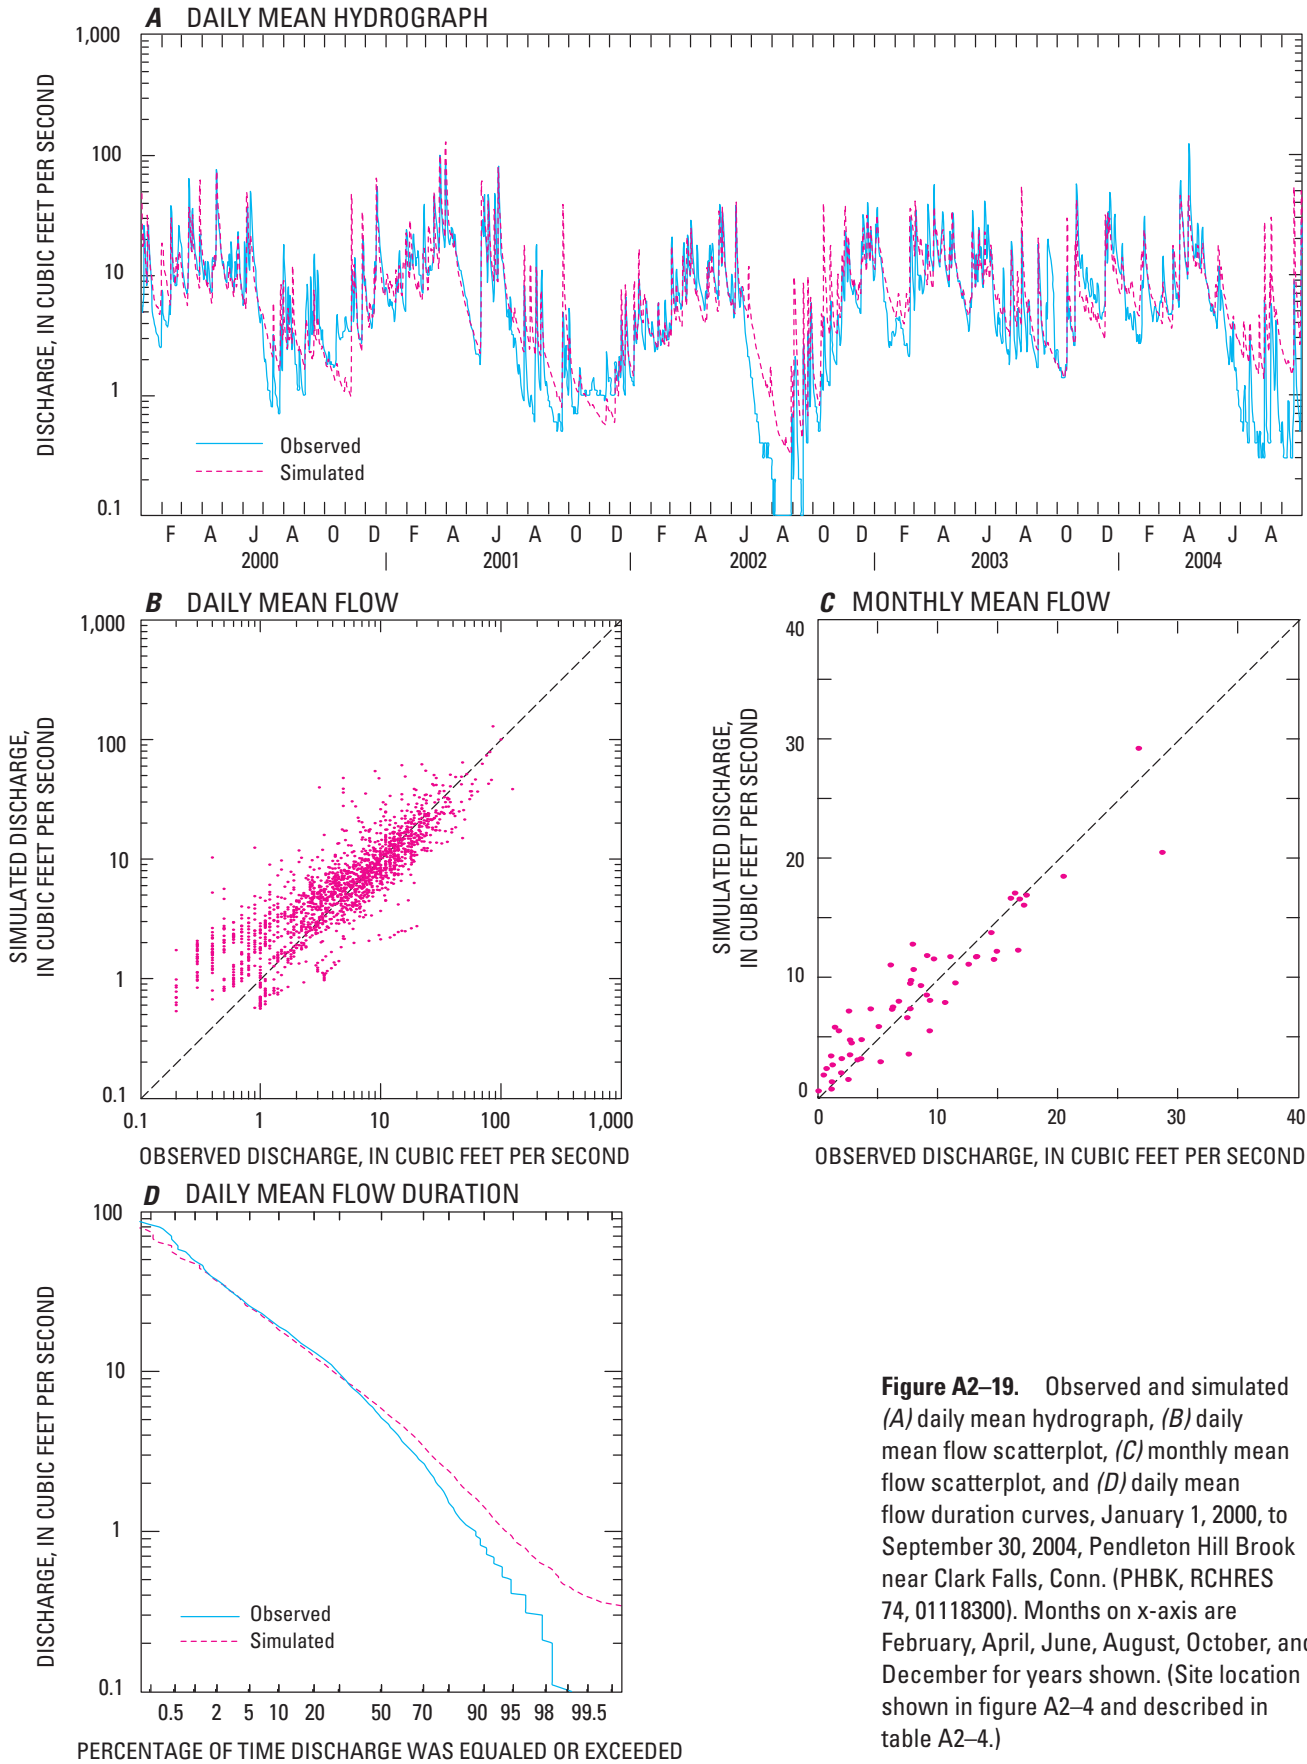 A DAILY MEAN HYDROGRAPH
DISCHARGE, IN CUBIC FEET PER SECOND
1,000
100
10
1
0.1
Observed
Simulated
F A J A O D F A J A O D F A J A O D F A J A O D F A J A
2000 | 2001 | 2002 | 2003 | 2004
B DAILY MEAN FLOW
SIMULATED DISCHARGE,
IN CUBIC FEET PER SECOND
1,000
100
10
1
0.1
0.1 1 10 100 1,000
OBSERVED DISCHARGE, IN CUBIC FEET PER SECOND
C MONTHLY MEAN FLOW
SIMULATED DISCHARGE,
IN CUBIC FEET PER SECOND
40
30
20
10
0
0 10 20 30 40
OBSERVED DISCHARGE, IN CUBIC FEET PER SECOND
D DAILY MEAN FLOW DURATION
DISCHARGE, IN CUBIC FEET PER SECOND
100
10
1
0.1
Observed
Simulated
0.5 2 5 10 20 50 70 90 95 98 99.5
PERCENTAGE OF TIME DISCHARGE WAS EQUALED OR EXCEEDED
Figure A2–19. Observed and simulated
(A) daily mean hydrograph, (B) daily
mean flow scatterplot, (C) monthly mean
flow scatterplot, and (D) daily mean
flow duration curves, January 1, 2000, to
September 30, 2004, Pendleton Hill Brook
near Clark Falls, Conn. (PHBK, RCHRES
74, 01118300). Months on x-axis are
February, April, June, August, October, and
December for years shown. (Site location
shown in figure A2–4 and described in
table A2–4.)